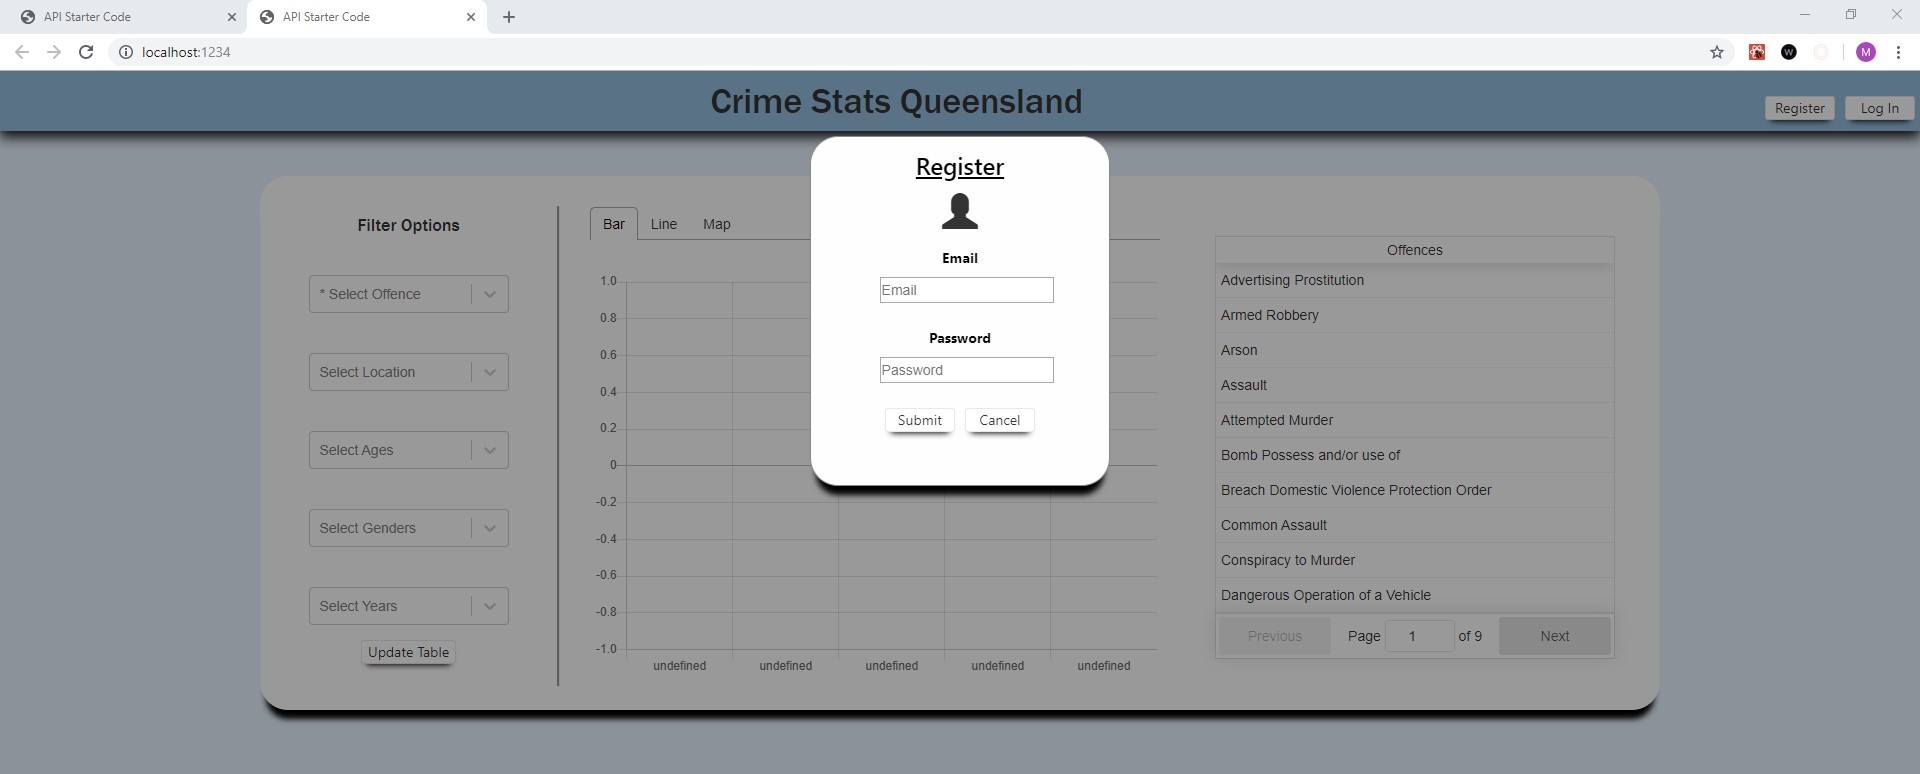 API Starter Code
API Starter Code
localhost:1234
M
Crime Stats Queensland
Register
Log In
Register
Email
Email
Password
Password
Submit
Cancel
Filter Options
* Select Offence
Select Location
Select Ages
Select Genders
Select Years
Update Table
Bar
Line
Map
1.0
0.8
0.6
0.4
0.2
0
-0.2
-0.4
-0.6
-0.8
-1.0
undefined undefined undefined undefined undefined
Offences
Advertising Prostitution
Armed Robbery
Arson
Assault
Attempted Murder
Bomb Possess and/or use of
Breach Domestic Violence Protection Order
Common Assault
Conspiracy to Murder
Dangerous Operation of a Vehicle
Previous
Page 1 of 9
Next